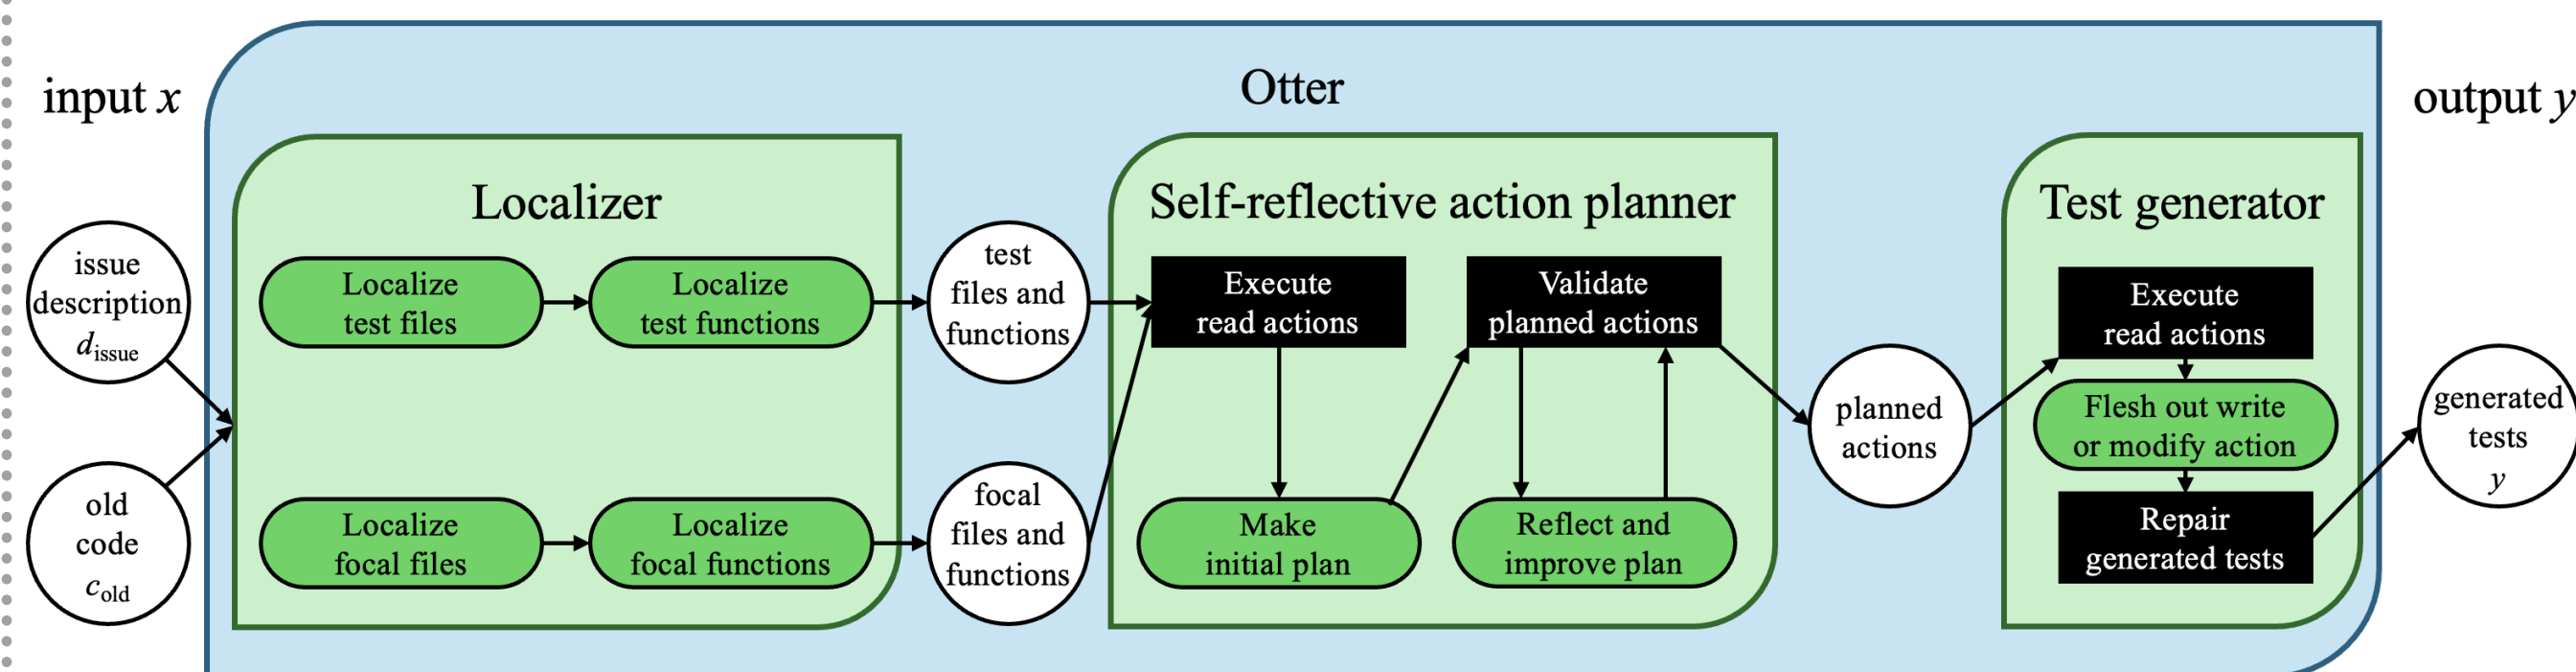 input x
Otter
output y
Localizer
Self-reflective action planner
Test generator
issue
description
d_issue
old
code
c_old
Localize
test files
Localize
test functions
Localize
focal files
Localize
focal functions
test
files and
functions
focal
files and
functions
Execute
read actions
Validate
planned actions
Make
initial plan
Reflect and
improve plan
planned
actions
Execute
read actions
Flesh out write
or modify action
Repair
generated tests
generated
tests
y